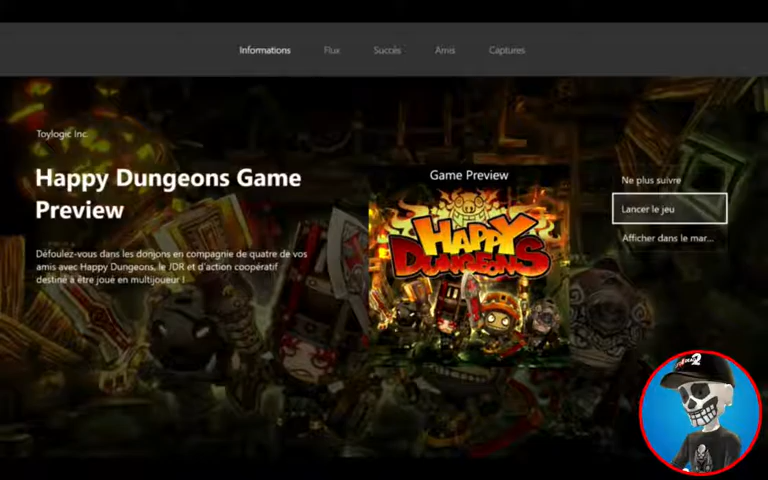 Informations
Flux
Succès
Amis
Captures
Toylogic Inc.
Happy Dungeons Game
Preview
Défoulez-vous dans les donjons en compagnie de quatre de vos
amis avec Happy Dungeons, le JDR et d'action coopératif
destiné à être joué en multijoueur !
Game Preview
HAPPY
DUNGEONS
Ne plus suivre
Lancer le jeu
Afficher dans le mar...
2